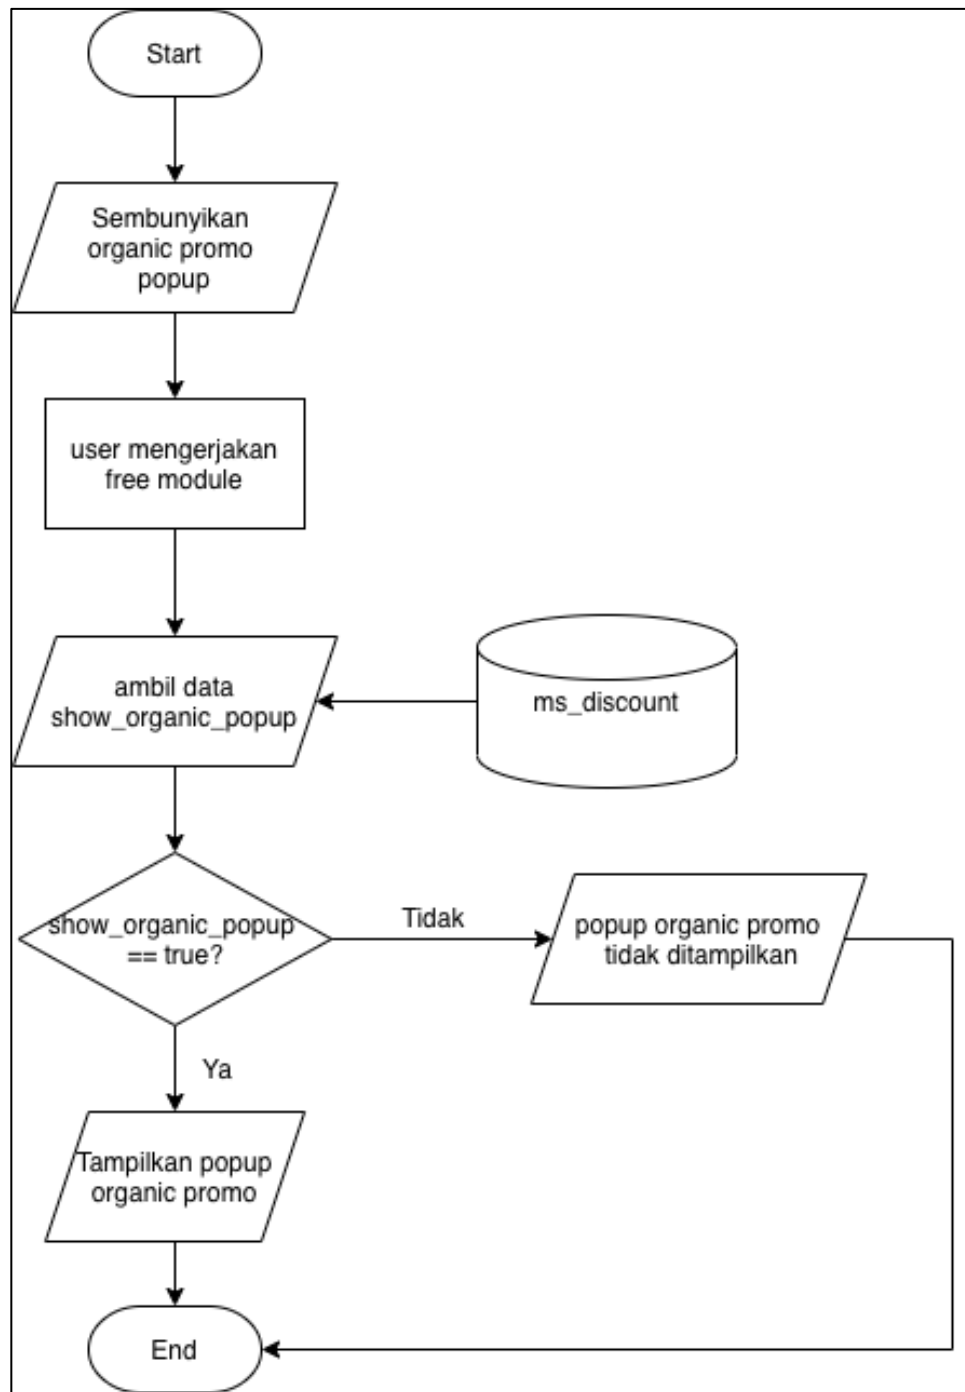 Start
Sembunyikan
organic promo
popup
user mengerjakan
free module
ambil data
show_organic_popup
ms_discount
show_organic_popup
== true?
Tidak
popup organic promo
tidak ditampilkan
Ya
Tampilkan popup
organic promo
End